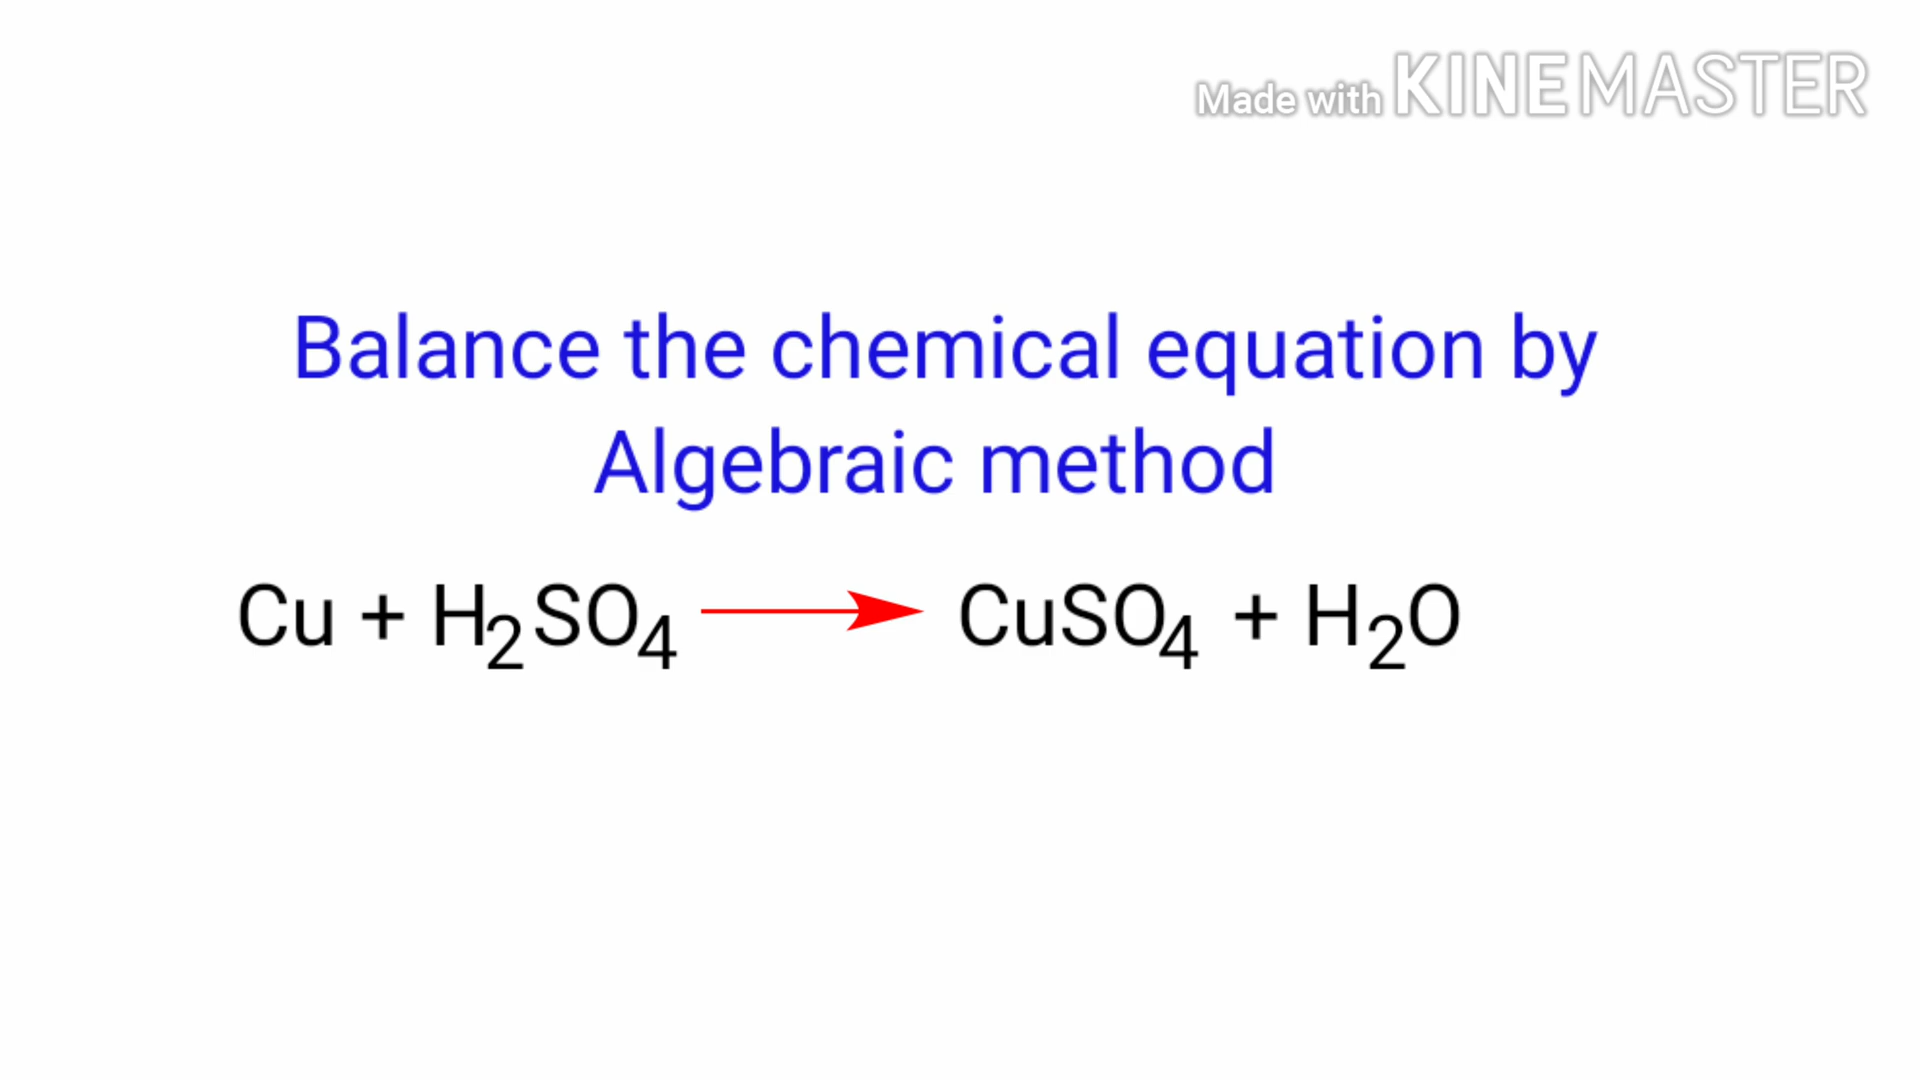 Made with KINEMASTER
Balance the chemical equation by
Algebraic method
Cu + H₂SO₄ ⟶ CuSO₄ + H₂O